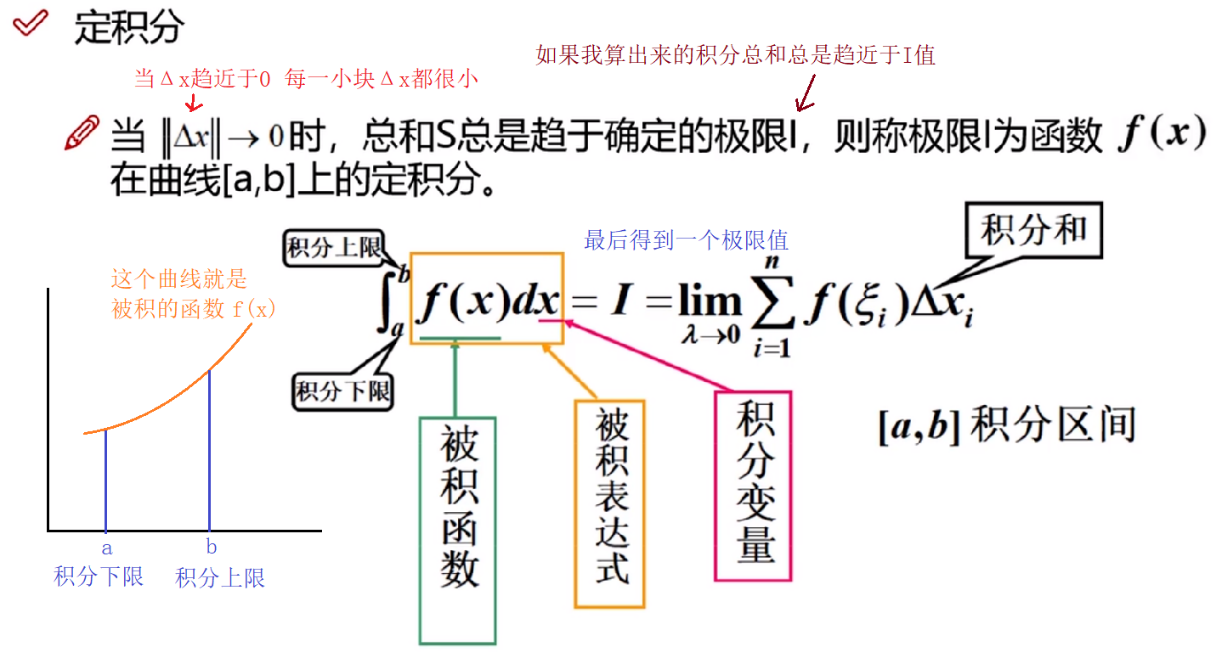 定积分
当Δx趋近于0 每一小块Δx都很小
如果我算出来的积分总和总是趋近于I值
当 ||Δx|| → 0 时，总和S总是趋于确定的极限I，则称极限I为函数 f(x)
在曲线[a,b]上的定积分。
积分上限
最后得到一个极限值
积分和
这个曲线就是
被积的函数 f(x)
∫_a^b f(x)dx = I = lim_{λ→0} ∑_{i=1}^n f(ξ_i)Δx_i
积分下限
被积函数
被积表达式
积分变量
[a,b] 积分区间
a
b
积分下限
积分上限